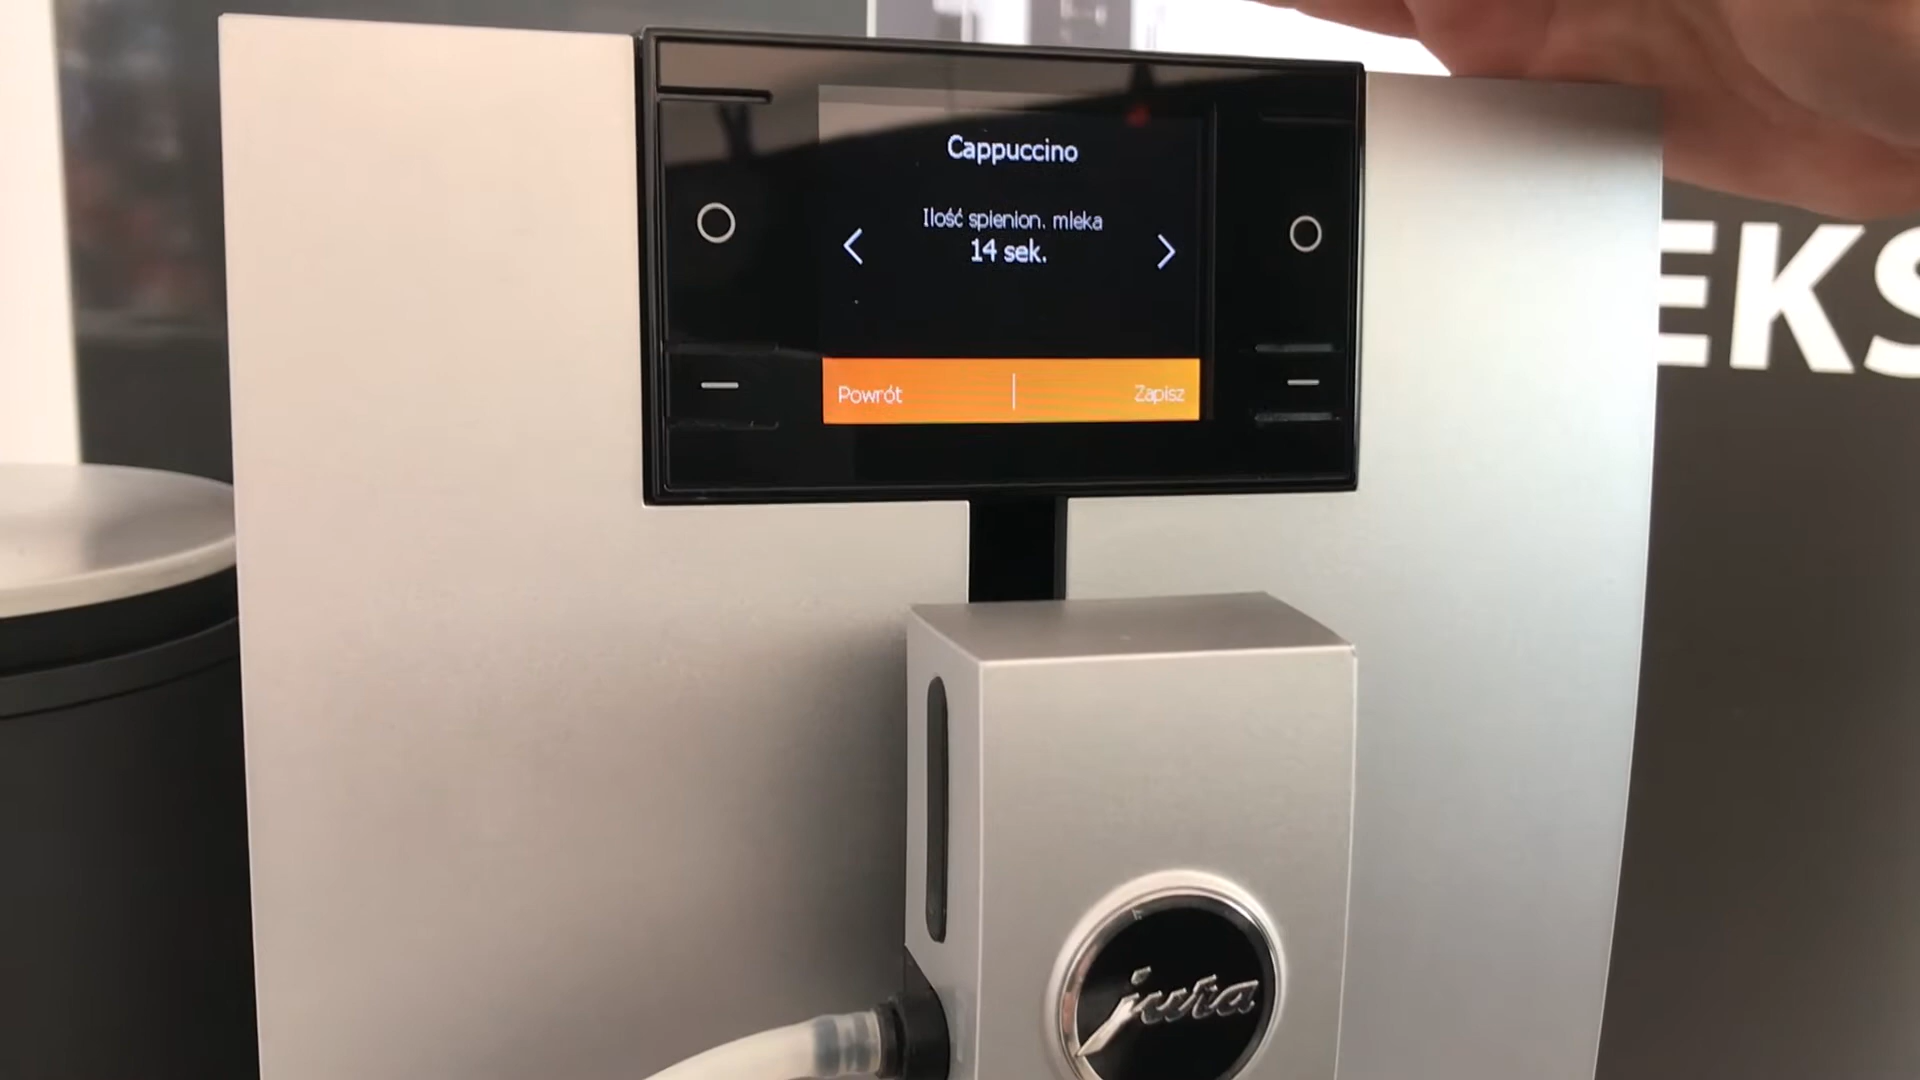 Cappuccino
Ilość spienion. mleka
14 sek.
Powrót
Zapisz
EKS
jura